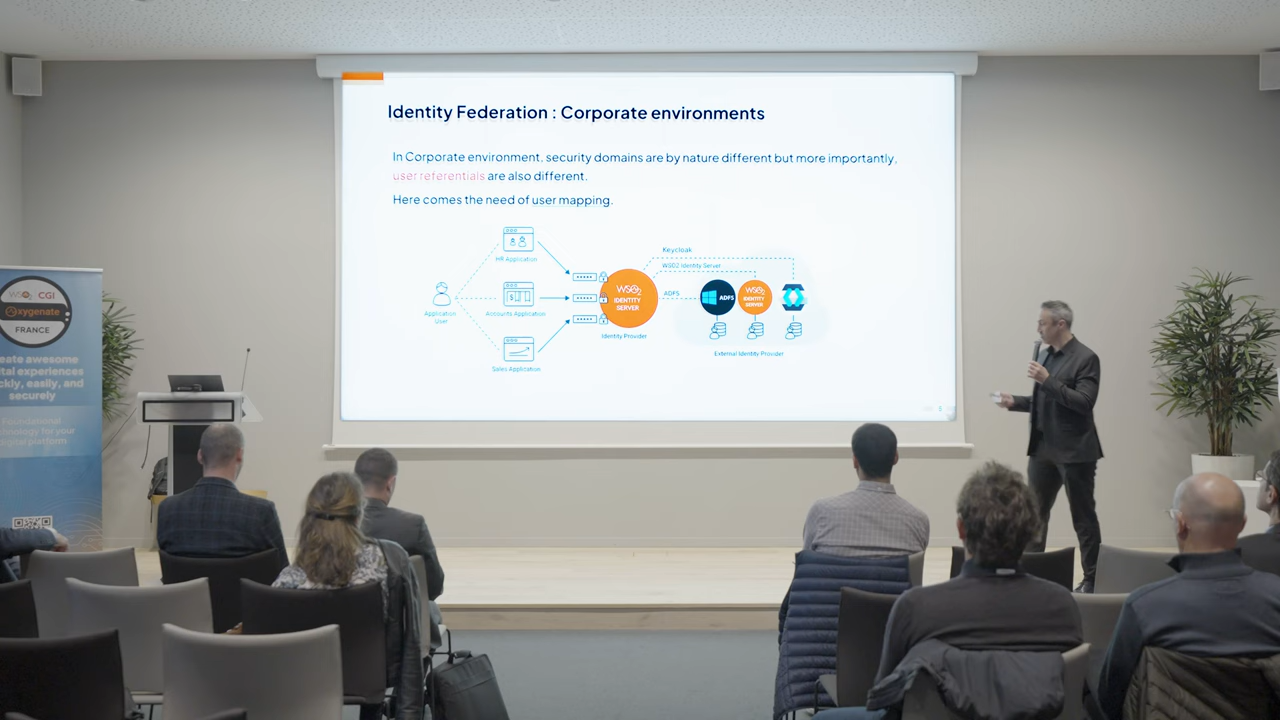 Identity Federation : Corporate environments
In Corporate environment, security domains are by nature different but more importantly,
user referentials are also different.
Here comes the need of user mapping.
HR Application
Application
User
Accounts Application
Sales Application
WSO2
IDENTITY
SERVER
Identity Provider
Keycloak
WSO2 Identity Server
ADFS
ADFS
WSO2
IDENTITY
SERVER
External Identity Provider
WSO2 CGI
Oxygenate
FRANCE
eate awesome
ital experiences
ckly, easily, and
securely
Foundational
hnology for your
digital platform